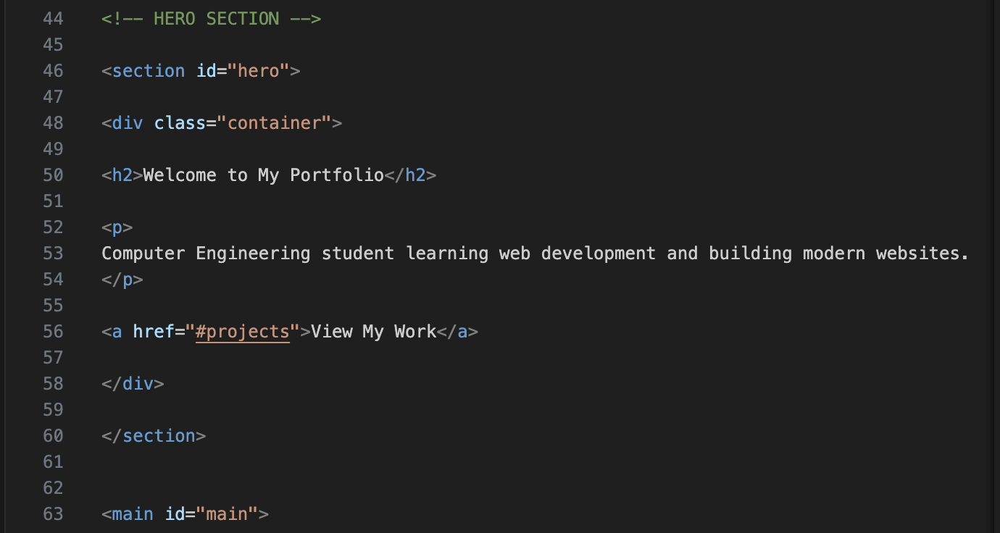 44 <!-- HERO SECTION -->
45
46 <section id="hero">
47
48 <div class="container">
49
50 <h2>Welcome to My Portfolio</h2>
51
52 <p>
53 Computer Engineering student learning web development and building modern websites.
54 </p>
55
56 <a href="#projects">View My Work</a>
57
58 </div>
59
60 </section>
61
62
63 <main id="main">